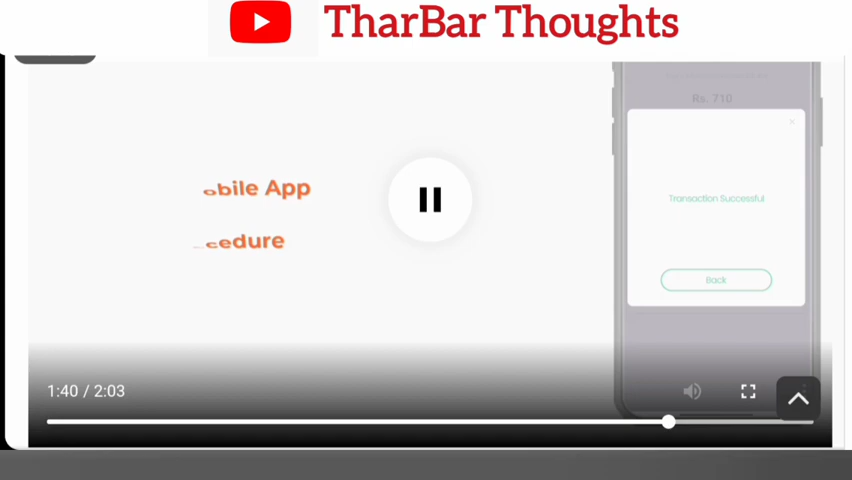 TharBar Thoughts
Rs. 710
obile App
Transaction Successful
cedure
Back
1:40 / 2:03